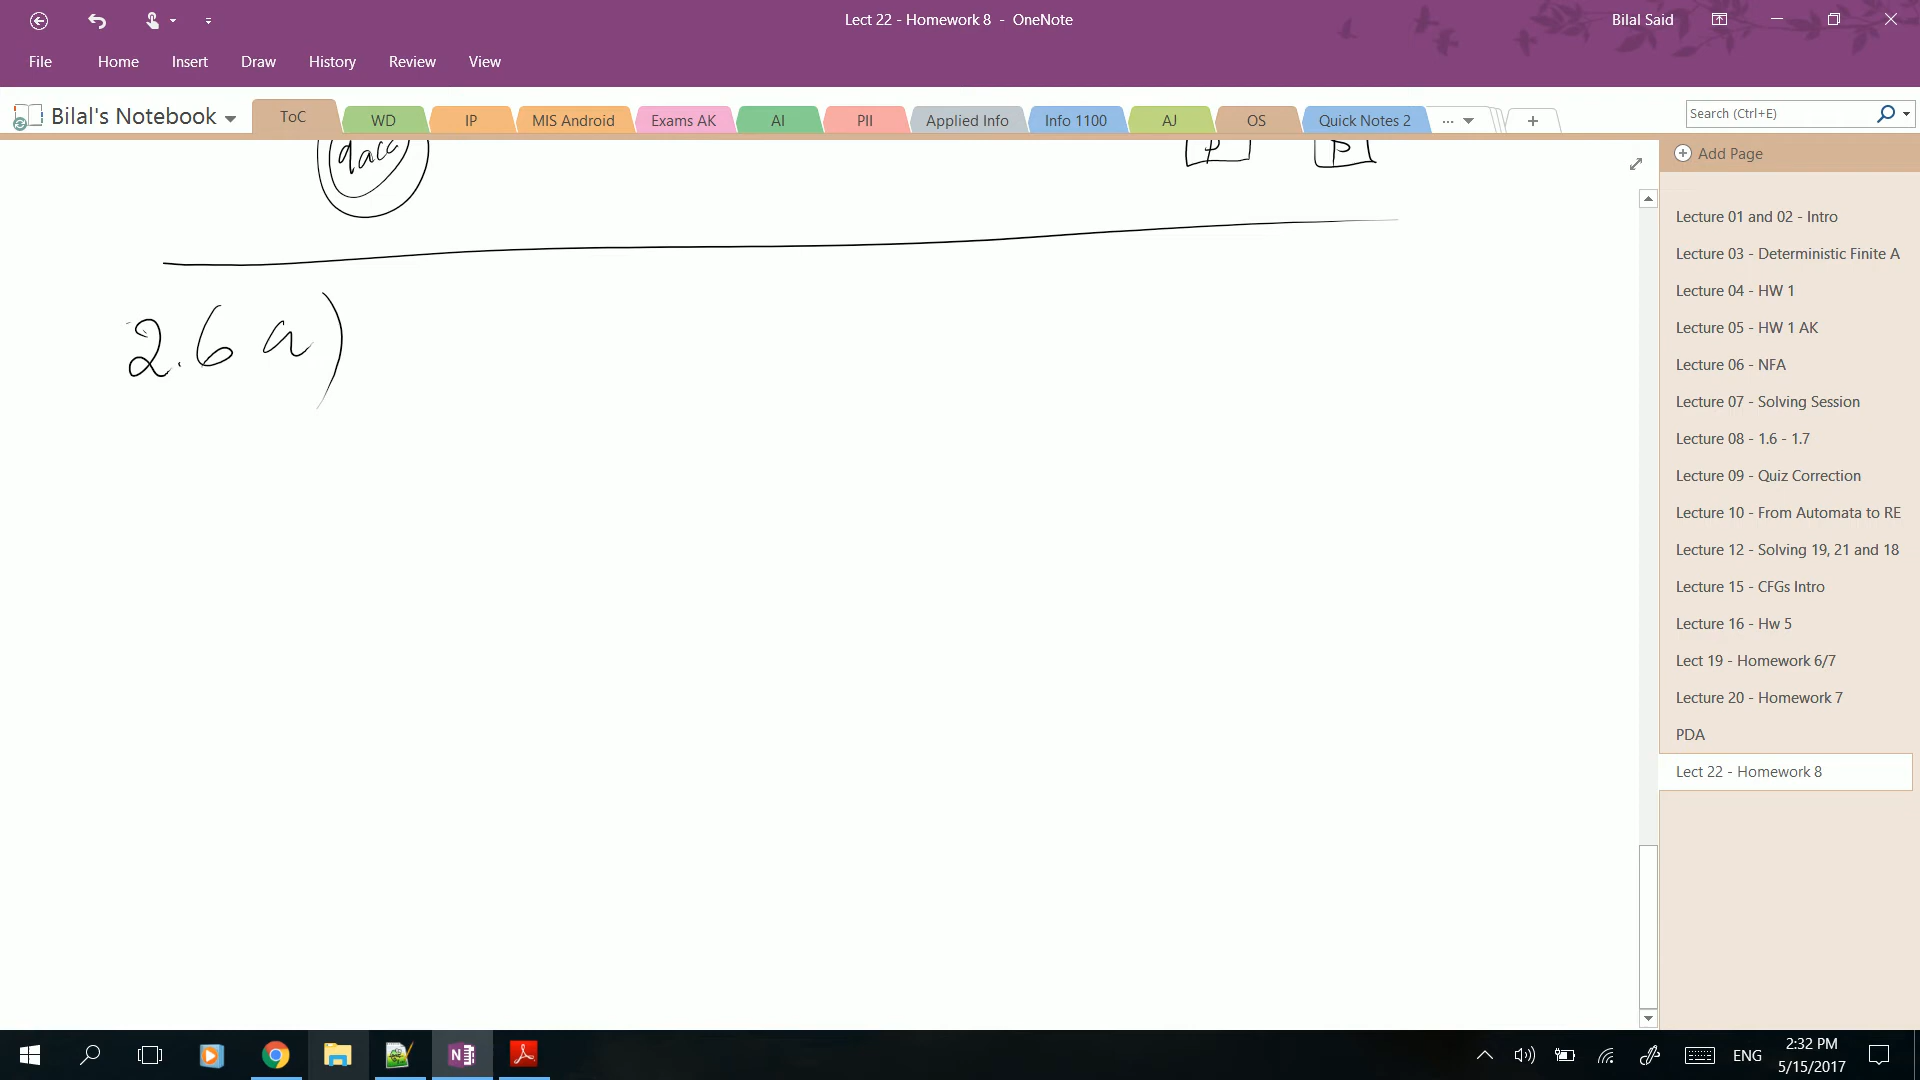 Lect 22 - Homework 8 - OneNote
Bilal Said
File Home Insert Draw History Review View
Bilal's Notebook
ToC WD IP MIS Android Exams AK AI PII Applied Info Info 1100 AJ OS Quick Notes 2 ...
Search (Ctrl+E)
Add Page
qacc
P P
2.6 a)
Lecture 01 and 02 - Intro
Lecture 03 - Deterministic Finite A
Lecture 04 - HW 1
Lecture 05 - HW 1 AK
Lecture 06 - NFA
Lecture 07 - Solving Session
Lecture 08 - 1.6 - 1.7
Lecture 09 - Quiz Correction
Lecture 10 - From Automata to RE
Lecture 12 - Solving 19, 21 and 18
Lecture 15 - CFGs Intro
Lecture 16 - Hw 5
Lect 19 - Homework 6/7
Lecture 20 - Homework 7
PDA
Lect 22 - Homework 8
ENG
2:32 PM
5/15/2017